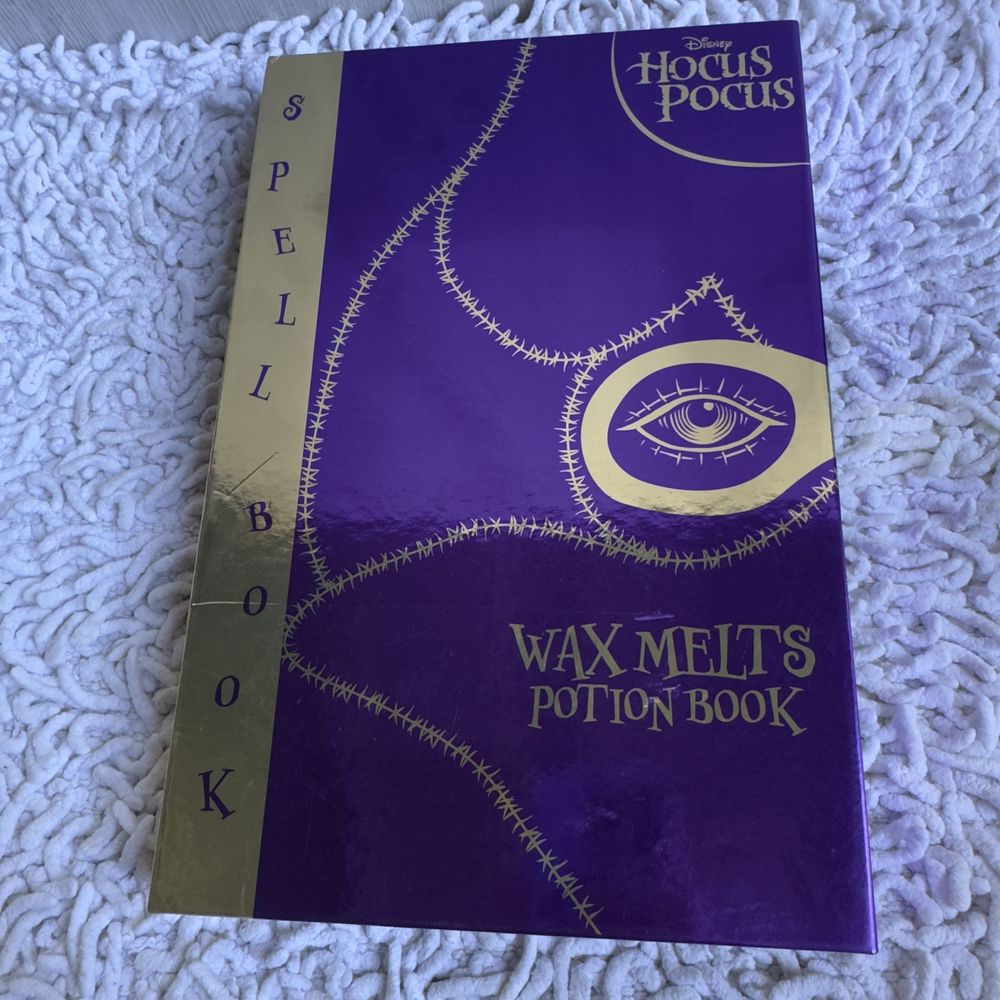 Disney
HOCUS
POCUS
SPELL BOOK
WAX MELTS
POTION BOOK